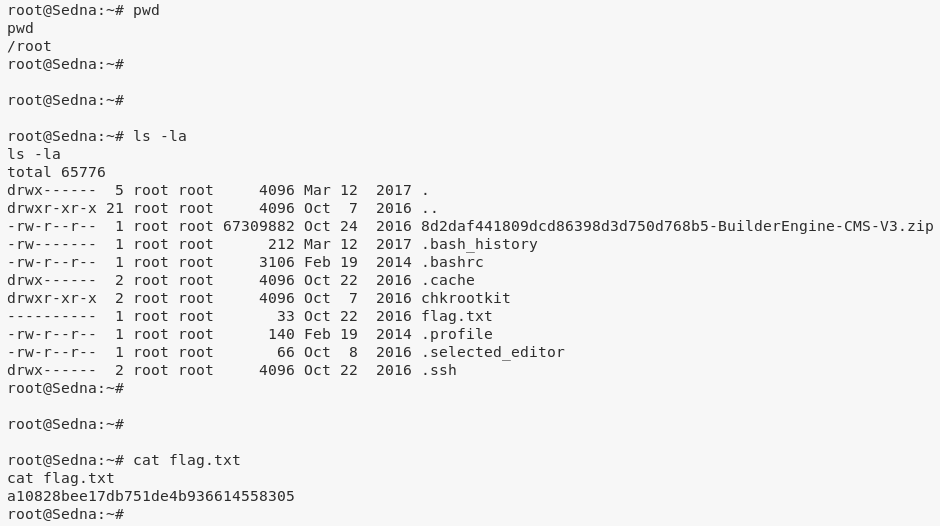 root@Sedna:~# pwd
pwd
/root
root@Sedna:~#
root@Sedna:~#
root@Sedna:~# ls -la
ls -la
total 65776
drwx------  5 root root     4096 Mar 12  2017 .
drwxr-xr-x 21 root root     4096 Oct  7  2016 ..
-rw-r--r--  1 root root 67309882 Oct 24  2016 8d2daf441809dcd86398d3d750d768b5-BuilderEngine-CMS-V3.zip
-rw-------  1 root root      212 Mar 12  2017 .bash_history
-rw-r--r--  1 root root     3106 Feb 19  2014 .bashrc
drwx------  2 root root     4096 Oct 22  2016 .cache
drwxr-xr-x  2 root root     4096 Oct  7  2016 chkrootkit
----------  1 root root       33 Oct 22  2016 flag.txt
-rw-r--r--  1 root root      140 Feb 19  2014 .profile
-rw-r--r--  1 root root       66 Oct  8  2016 .selected_editor
drwx------  2 root root     4096 Oct 22  2016 .ssh
root@Sedna:~#
root@Sedna:~#
root@Sedna:~# cat flag.txt
cat flag.txt
a10828bee17db751de4b936614558305
root@Sedna:~#